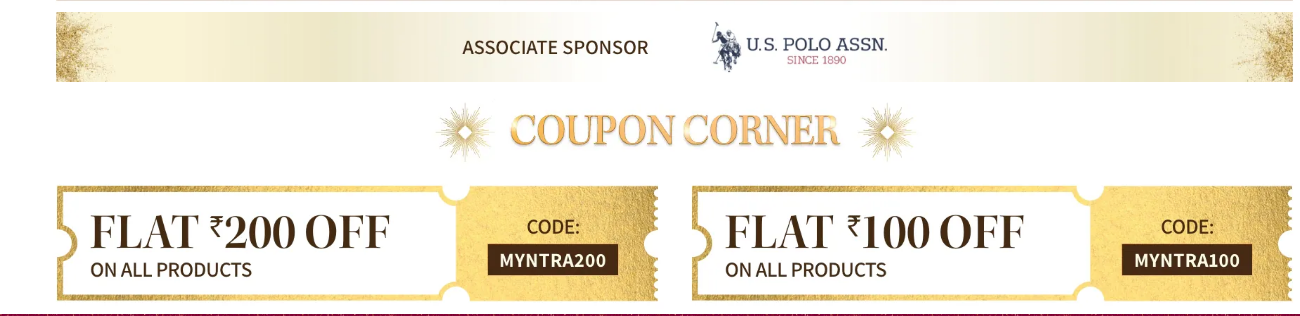 ASSOCIATE SPONSOR
U.S. POLO ASSN.
SINCE 1890
COUPON CORNER
FLAT ₹200 OFF
ON ALL PRODUCTS
CODE:
MYNTRA200
FLAT ₹100 OFF
ON ALL PRODUCTS
CODE:
MYNTRA100